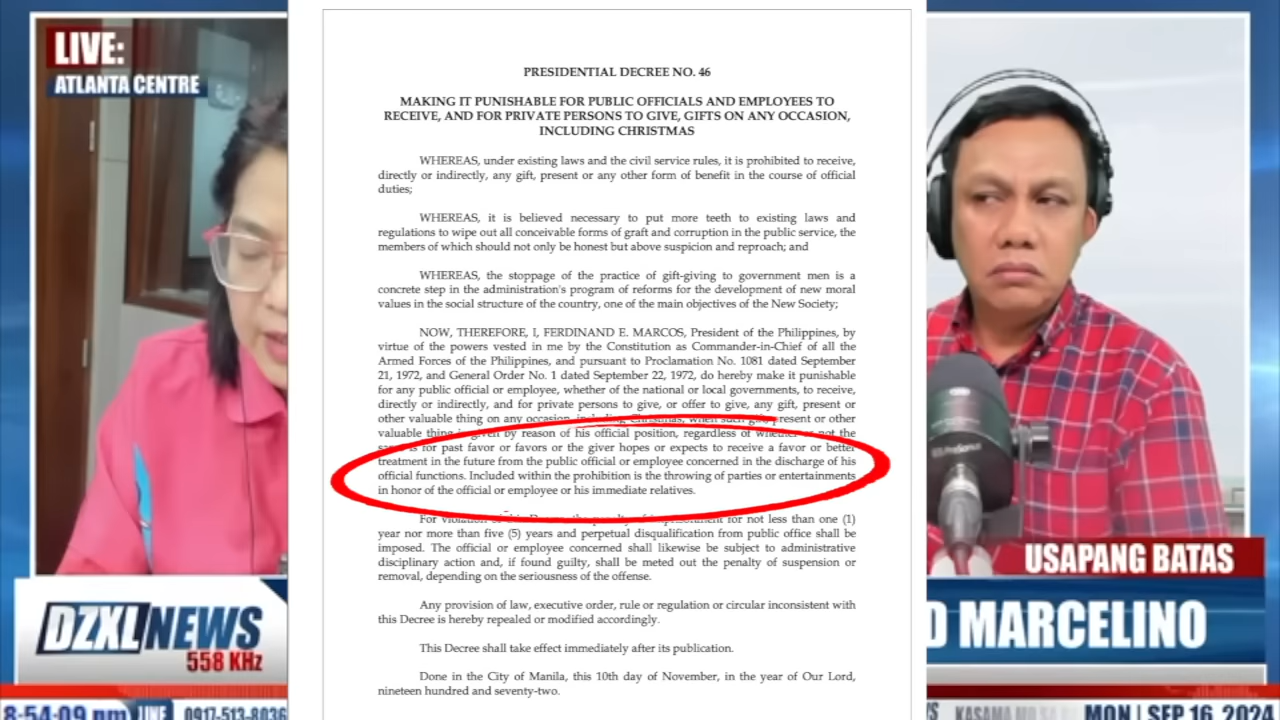 LIVE:
ATLANTA CENTRE
PRESIDENTIAL DECREE NO. 46
MAKING IT PUNISHABLE FOR PUBLIC OFFICIALS AND EMPLOYEES TO
RECEIVE, AND FOR PRIVATE PERSONS TO GIVE, GIFTS ON ANY OCCASION,
INCLUDING CHRISTMAS
WHEREAS, under existing laws and the civil service rules, it is prohibited to receive,
directly or indirectly, any gift, present or any other form of benefit in the course of official
duties;
WHEREAS, it is believed necessary to put more teeth to existing laws and
regulations to wipe out all conceivable forms of graft and corruption in the public service, the
members of which should not only be honest but above suspicion and reproach; and
WHEREAS, the stoppage of the practice of gift-giving to government men is a
concrete step in the administration's program of reforms for the development of new moral
values in the social structure of the country, one of the main objectives of the New Society;
NOW, THEREFORE, I, FERDINAND E. MARCOS, President of the Philippines, by
virtue of the powers vested in me by the Constitution as Commander-in-Chief of all the
Armed Forces of the Philippines, and pursuant to Proclamation No. 1081 dated September
21, 1972, and General Order No. 1 dated September 22, 1972, do hereby make it punishable
for any public official or employee, whether of the national or local governments, to receive,
directly or indirectly, and for private persons to give, or offer to give, any gift, present or
other valuable thing on any occasion, including Christmas, when such gift, present or other
valuable thing is given by reason of his official position, regardless of whether or not the
same is for past favor or favors or the giver hopes or expects to receive a favor or better
treatment in the future from the public official or employee concerned in the discharge of his
official functions. Included within the prohibition is the throwing of parties or entertainments
in honor of the official or employee or his immediate relatives.
For violation of this Decree, the penalty of imprisonment for not less than one (1)
year nor more than five (5) years and perpetual disqualification from public office shall be
imposed. The official or employee concerned shall likewise be subject to administrative
disciplinary action and, if found guilty, shall be meted out the penalty of suspension or
removal, depending on the seriousness of the offense.
Any provision of law, executive order, rule or regulation or circular inconsistent with
this Decree is hereby repealed or modified accordingly.
This Decree shall take effect immediately after its publication.
Done in the City of Manila, this 10th day of November, in the year of Our Lord,
nineteen hundred and seventy-two.
USAPANG BATAS
O MARCELINO
DZXL NEWS
558 KHz
8:54:09 pm LIVE 0917-513-8036
KASAMA MO SA MON | SEP 16, 2024